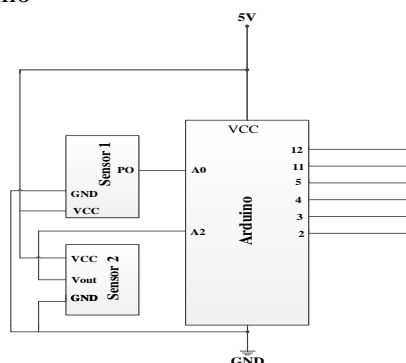 5V
VCC
12
11
5
4
3
2
A0
A2
Arduino
Sensor 1
PO
GND
VCC
VCC
Vout
GND
Sensor 2
GND